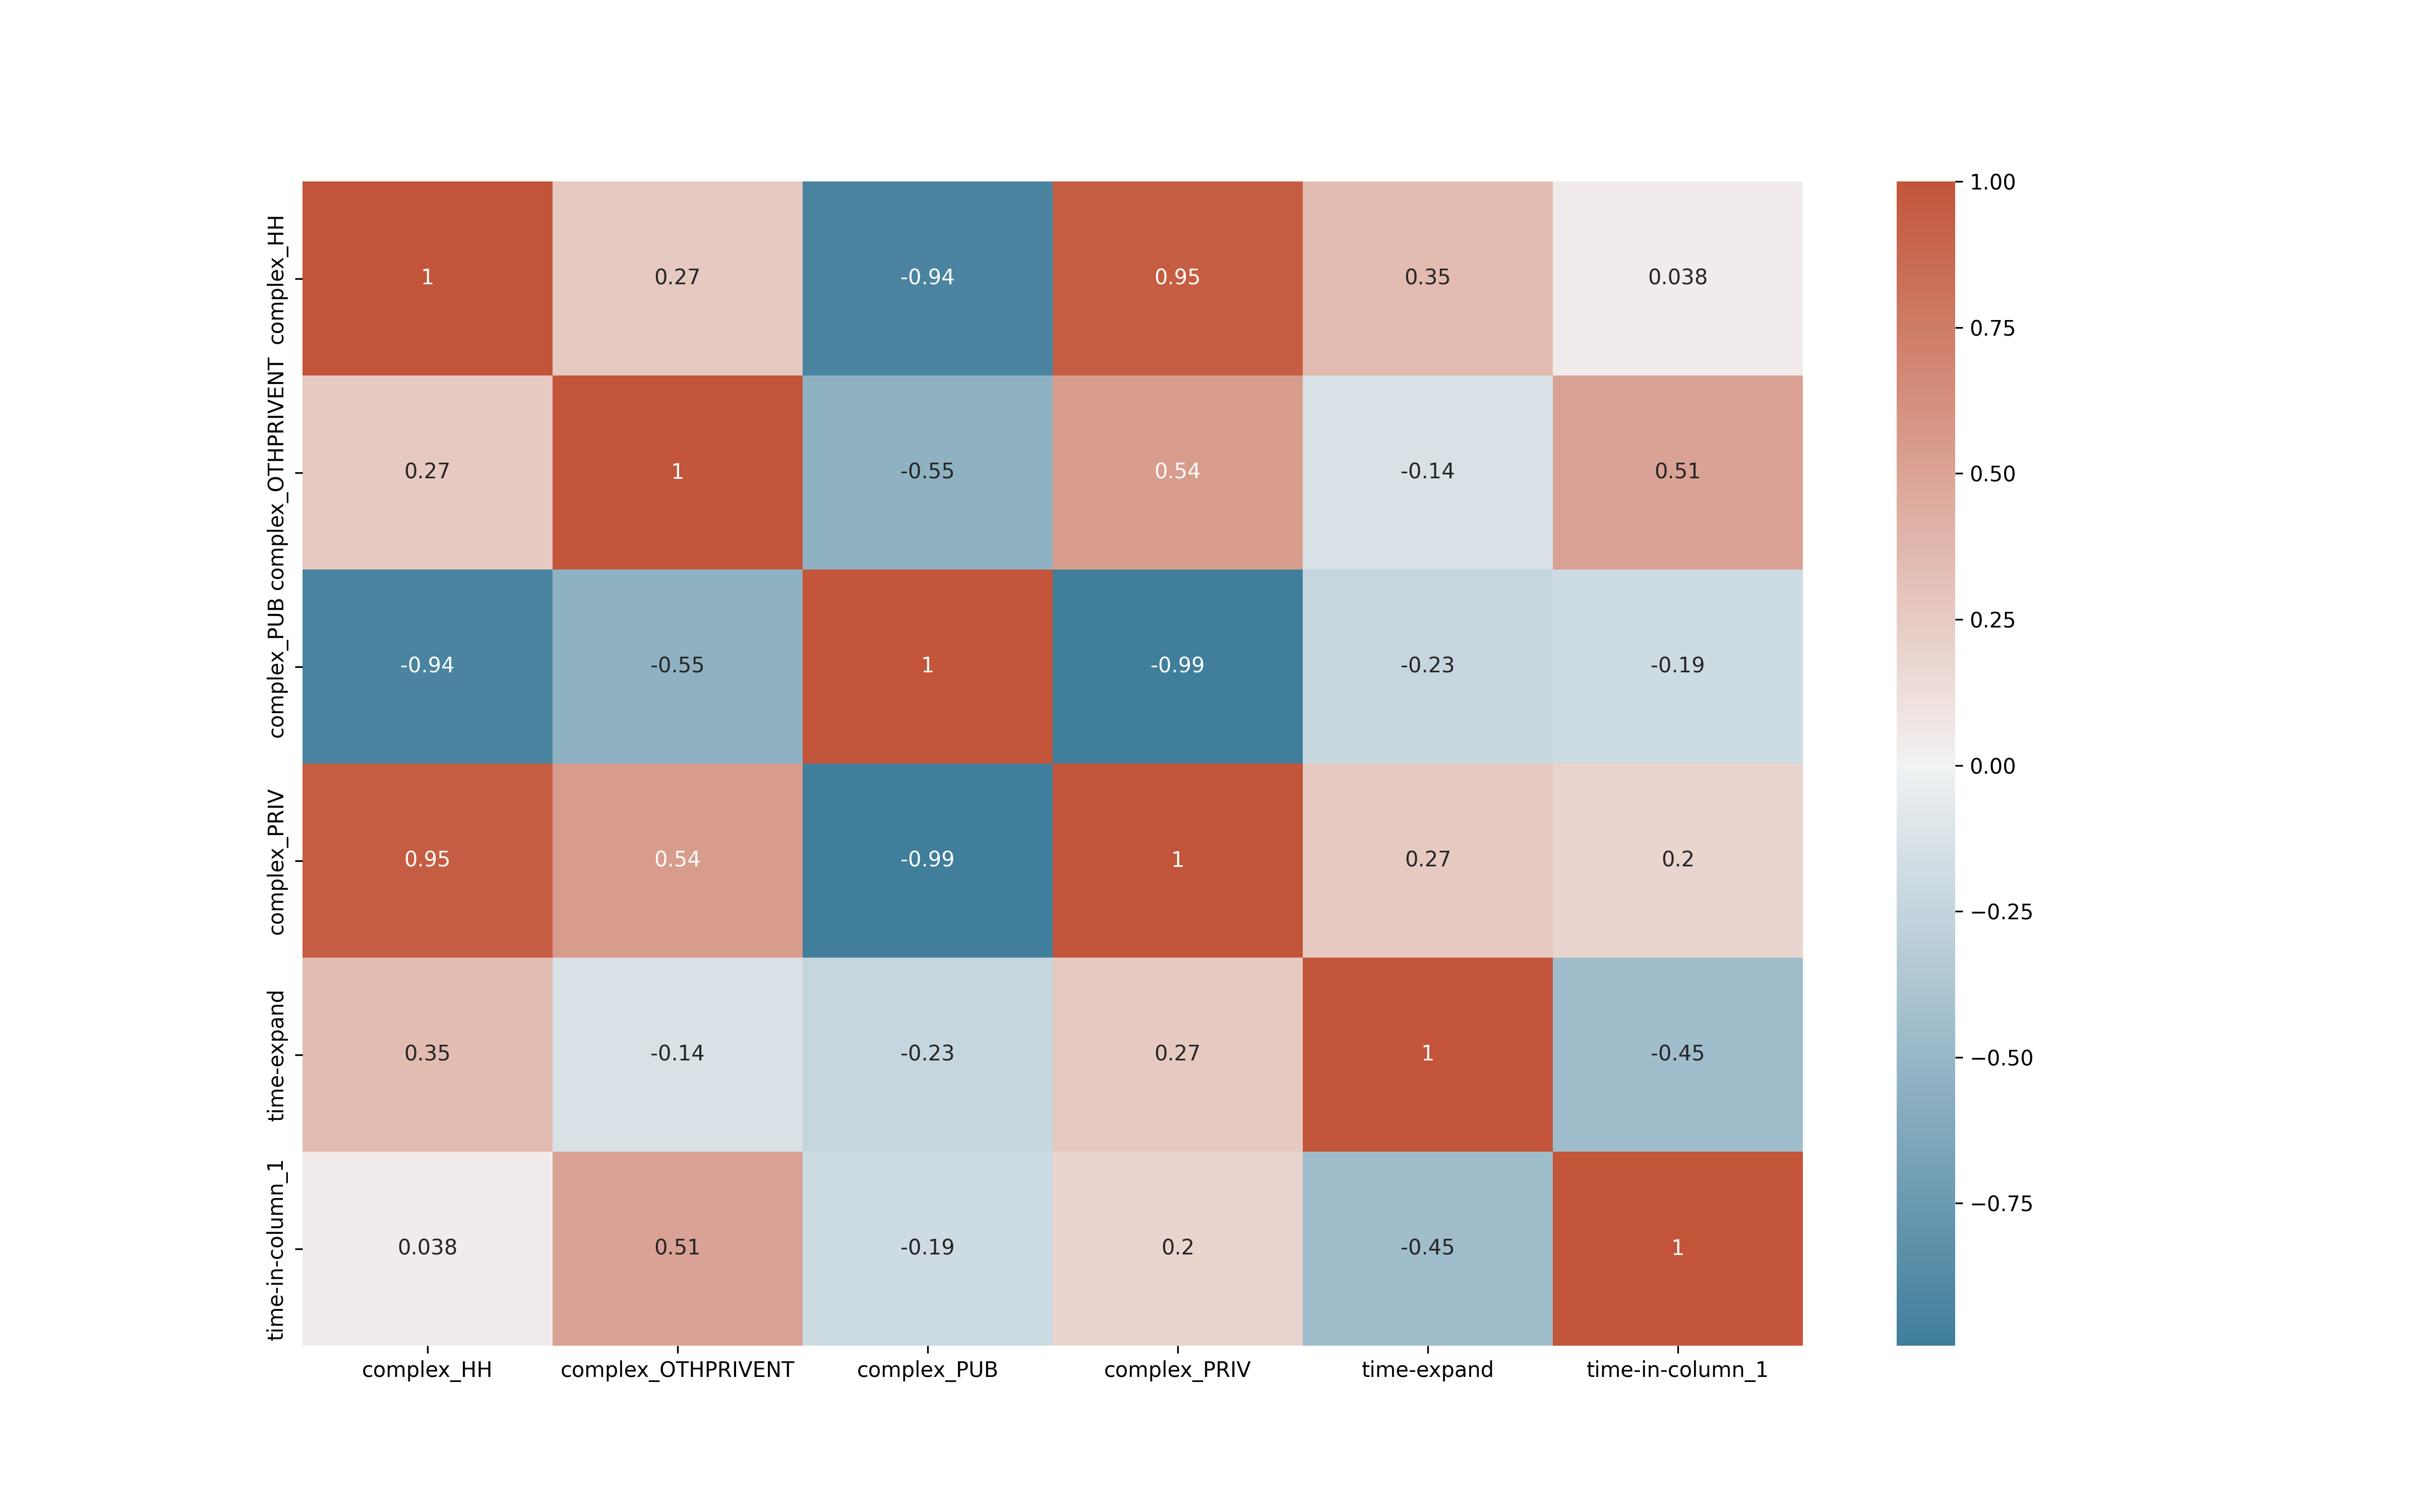 complex_HH 1 0.27 -0.94 0.95 0.35 0.038
complex_OTHPRIVENT 0.27 1 -0.55 0.54 -0.14 0.51
complex_PUB -0.94 -0.55 1 -0.99 -0.23 -0.19
complex_PRIV 0.95 0.54 -0.99 1 0.27 0.2
time-expand 0.35 -0.14 -0.23 0.27 1 -0.45
time-in-column_1 0.038 0.51 -0.19 0.2 -0.45 1
complex_HH complex_OTHPRIVENT complex_PUB complex_PRIV time-expand time-in-column_1
1.00
0.75
0.50
0.25
0.00
−0.25
−0.50
−0.75